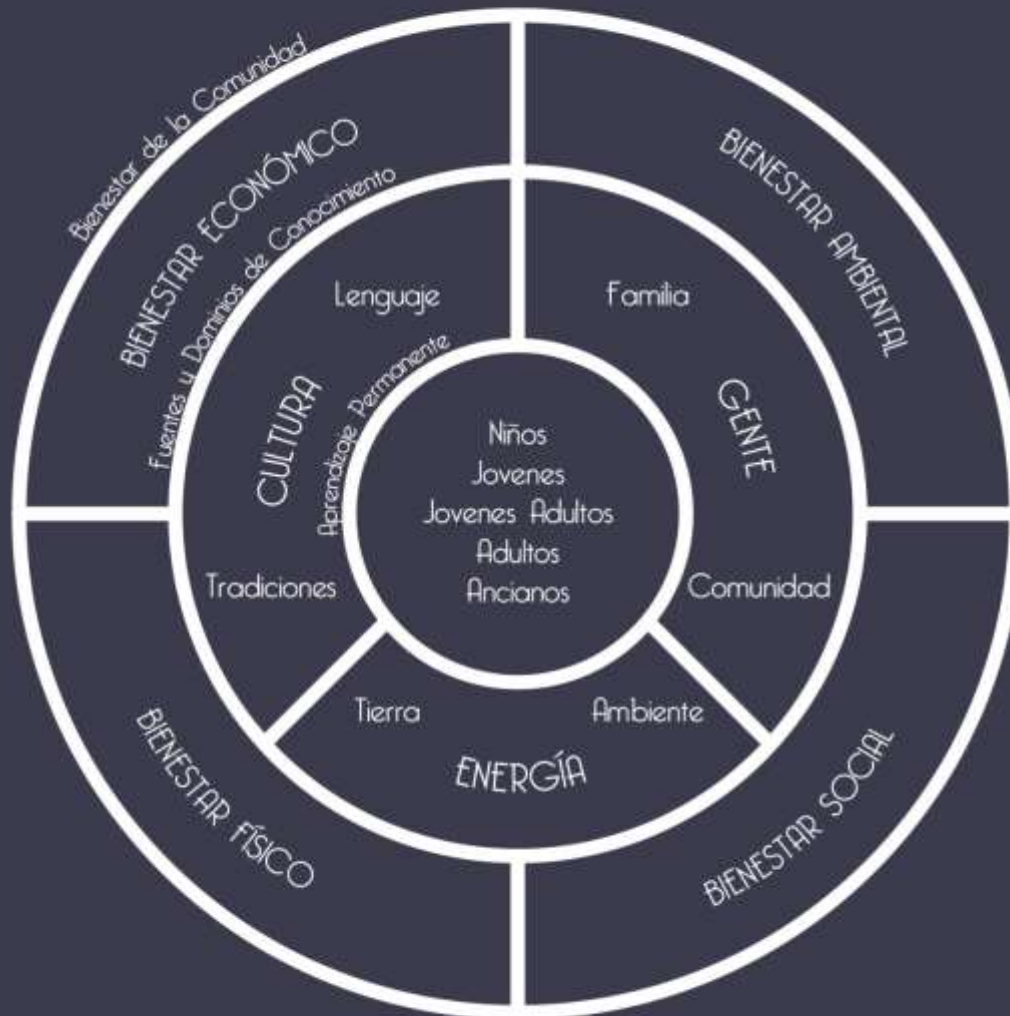 Bienestar de la Comunidad
BIENESTAR ECONÓMICO
BIENESTAR AMBIENTAL
Fuentes y Dominios de Conocimiento
Lenguaje
Familia
CULTURA
GENTE
Aprendizaje Permanente
Niños
Jovenes
Jovenes Adultos
Adultos
Ancianos
Tradiciones
Comunidad
Tierra
Ambiente
ENERGÍA
BIENESTAR FÍSICO
BIENESTAR SOCIAL